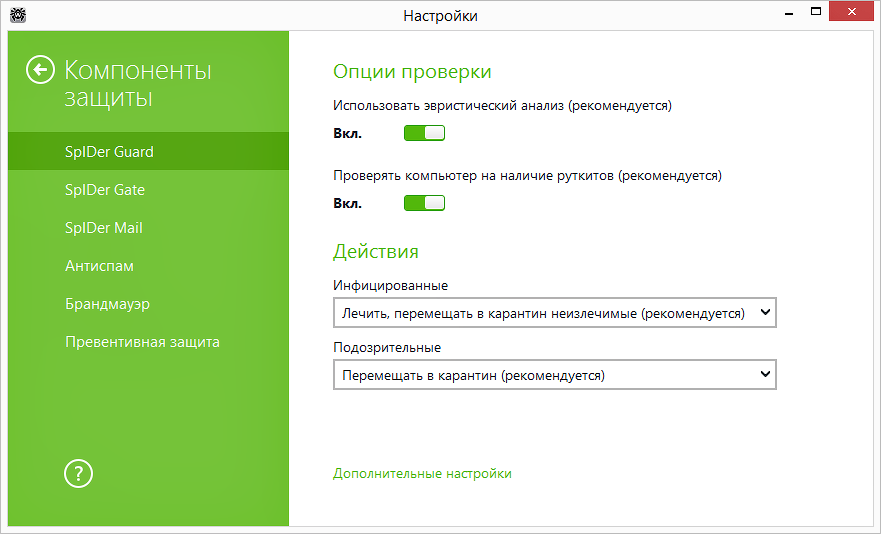 Настройки
Компоненты
защиты
SpIDer Guard
SpIDer Gate
SpIDer Mail
Антиспам
Брандмауэр
Превентивная защита
?
Опции проверки
Использовать эвристический анализ (рекомендуется)
Вкл.
Проверять компьютер на наличие руткитов (рекомендуется)
Вкл.
Действия
Инфицированные
Лечить, перемещать в карантин неизлечимые (рекомендуется)
Подозрительные
Перемещать в карантин (рекомендуется)
Дополнительные настройки